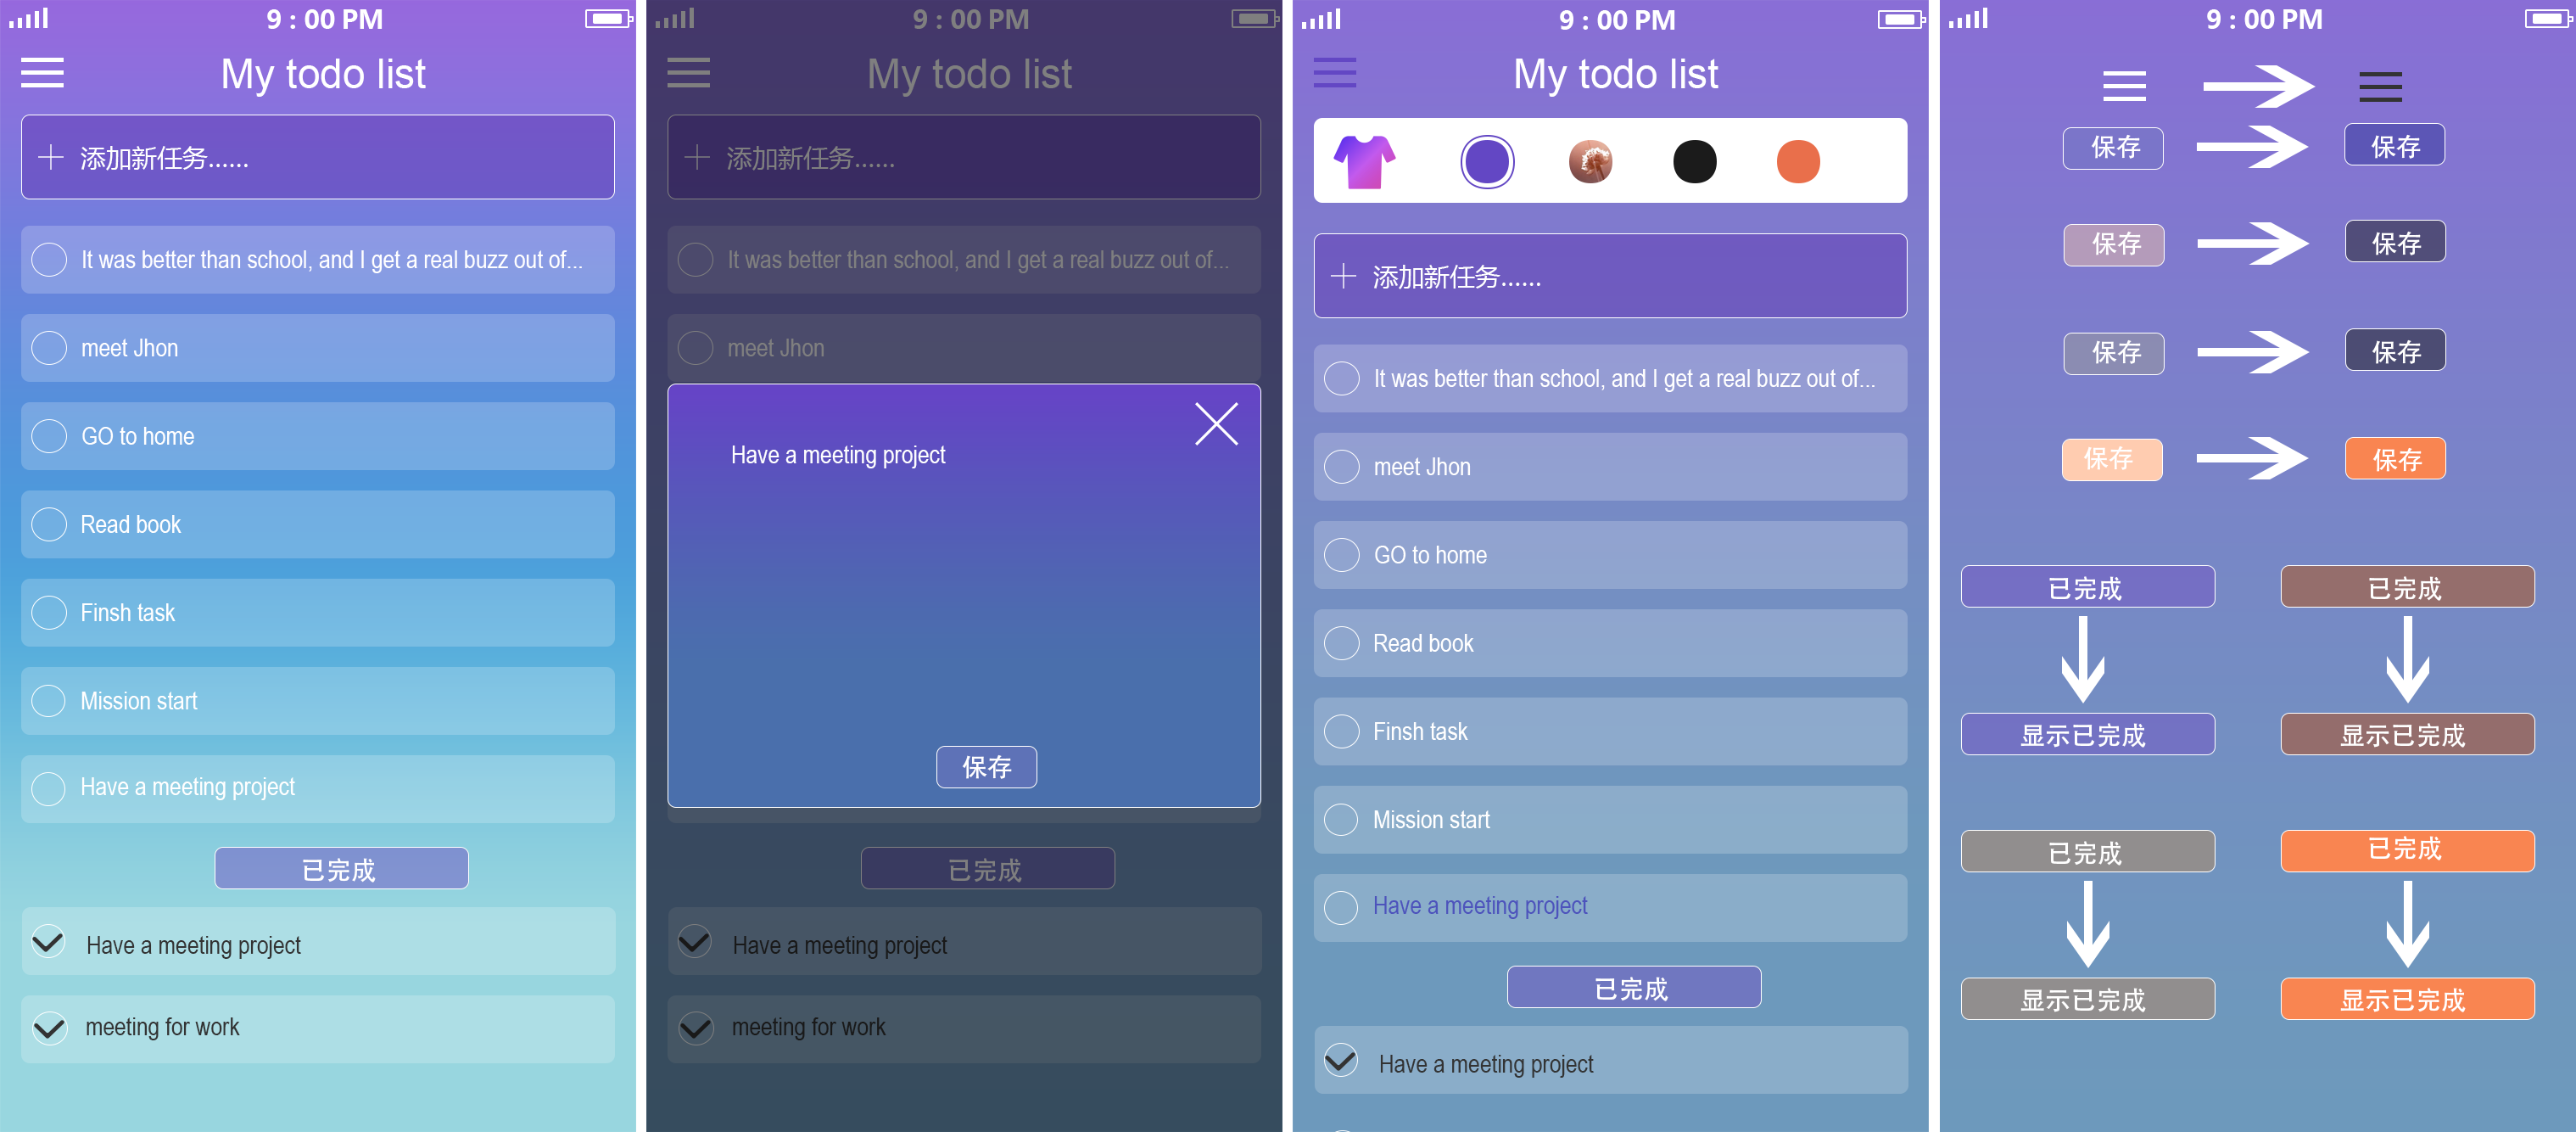 9 : 00 PM
My todo list
添加新任务......
It was better than school, and I get a real buzz out of...
meet Jhon
GO to home
Read book
Finsh task
Mission start
Have a meeting project
已完成
Have a meeting project
meeting for work
9 : 00 PM
My todo list
添加新任务......
It was better than school, and I get a real buzz out of...
meet Jhon
Have a meeting project
保存
已完成
Have a meeting project
meeting for work
9 : 00 PM
My todo list
添加新任务......
It was better than school, and I get a real buzz out of...
meet Jhon
GO to home
Read book
Finsh task
Mission start
Have a meeting project
已完成
Have a meeting project
9 : 00 PM
保存
保存
保存
保存
保存
保存
保存
保存
已完成
已完成
显示已完成
显示已完成
已完成
已完成
显示已完成
显示已完成